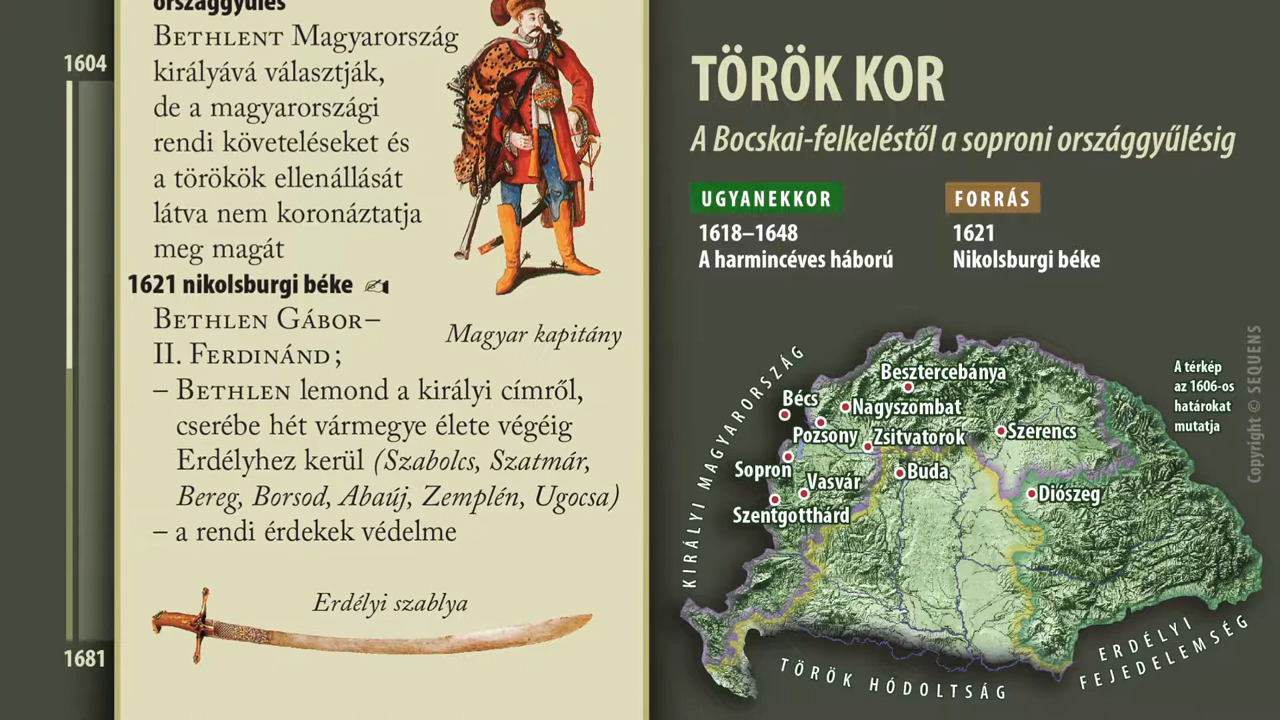 országgyűlés
BETHLENT Magyarország
királyává választják,
de a magyarországi
rendi követeléseket és
a törökök ellenállását
látva nem koronáztatja
meg magát
1621 nikolsburgi béke ✍
BETHLEN GÁBOR–
II. FERDINÁND;
– BETHLEN lemond a királyi címről,
cserébe hét vármegye élete végéig
Erdélyhez kerül (Szabolcs, Szatmár,
Bereg, Borsod, Abaúj, Zemplén, Ugocsa)
– a rendi érdekek védelme
Magyar kapitány
Erdélyi szablya
1604
1681
TÖRÖK KOR
A Bocskai-felkeléstől a soproni országgyűlésig
UGYANEKKOR
1618–1648
A harmincéves háború
FORRÁS
1621
Nikolsburgi béke
KIRÁLYI MAGYARORSZÁG
Besztercebánya
Bécs
Nagyszombat
Pozsony
Zsitvatorok
Szerencs
Sopron
Buda
Vasvár
Diószeg
Szentgotthárd
TÖRÖK HÓDOLTSÁG
ERDÉLYI
FEJEDELEMSÉG
A térkép
az 1606-os
határokat
mutatja
Copyright © SEQUENS